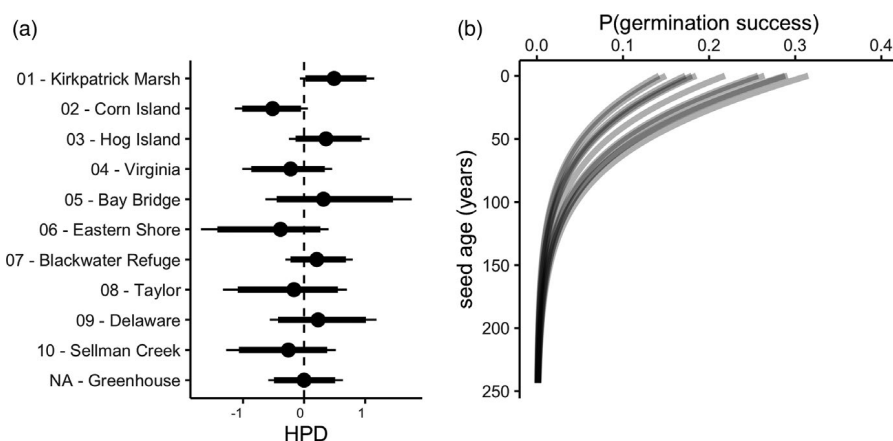 (a)
01 - Kirkpatrick Marsh
02 - Corn Island
03 - Hog Island
04 - Virginia
05 - Bay Bridge
06 - Eastern Shore
07 - Blackwater Refuge
08 - Taylor
09 - Delaware
10 - Sellman Creek
NA - Greenhouse
-1 0 1
HPD
(b)
P(germination success)
0.0 0.1 0.2 0.3 0.4
seed age (years)
0
50
100
150
200
250